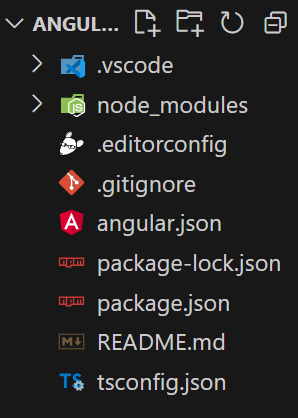 ANGUL...
.vscode
node_modules
.editorconfig
.gitignore
angular.json
package-lock.json
package.json
README.md
tsconfig.json